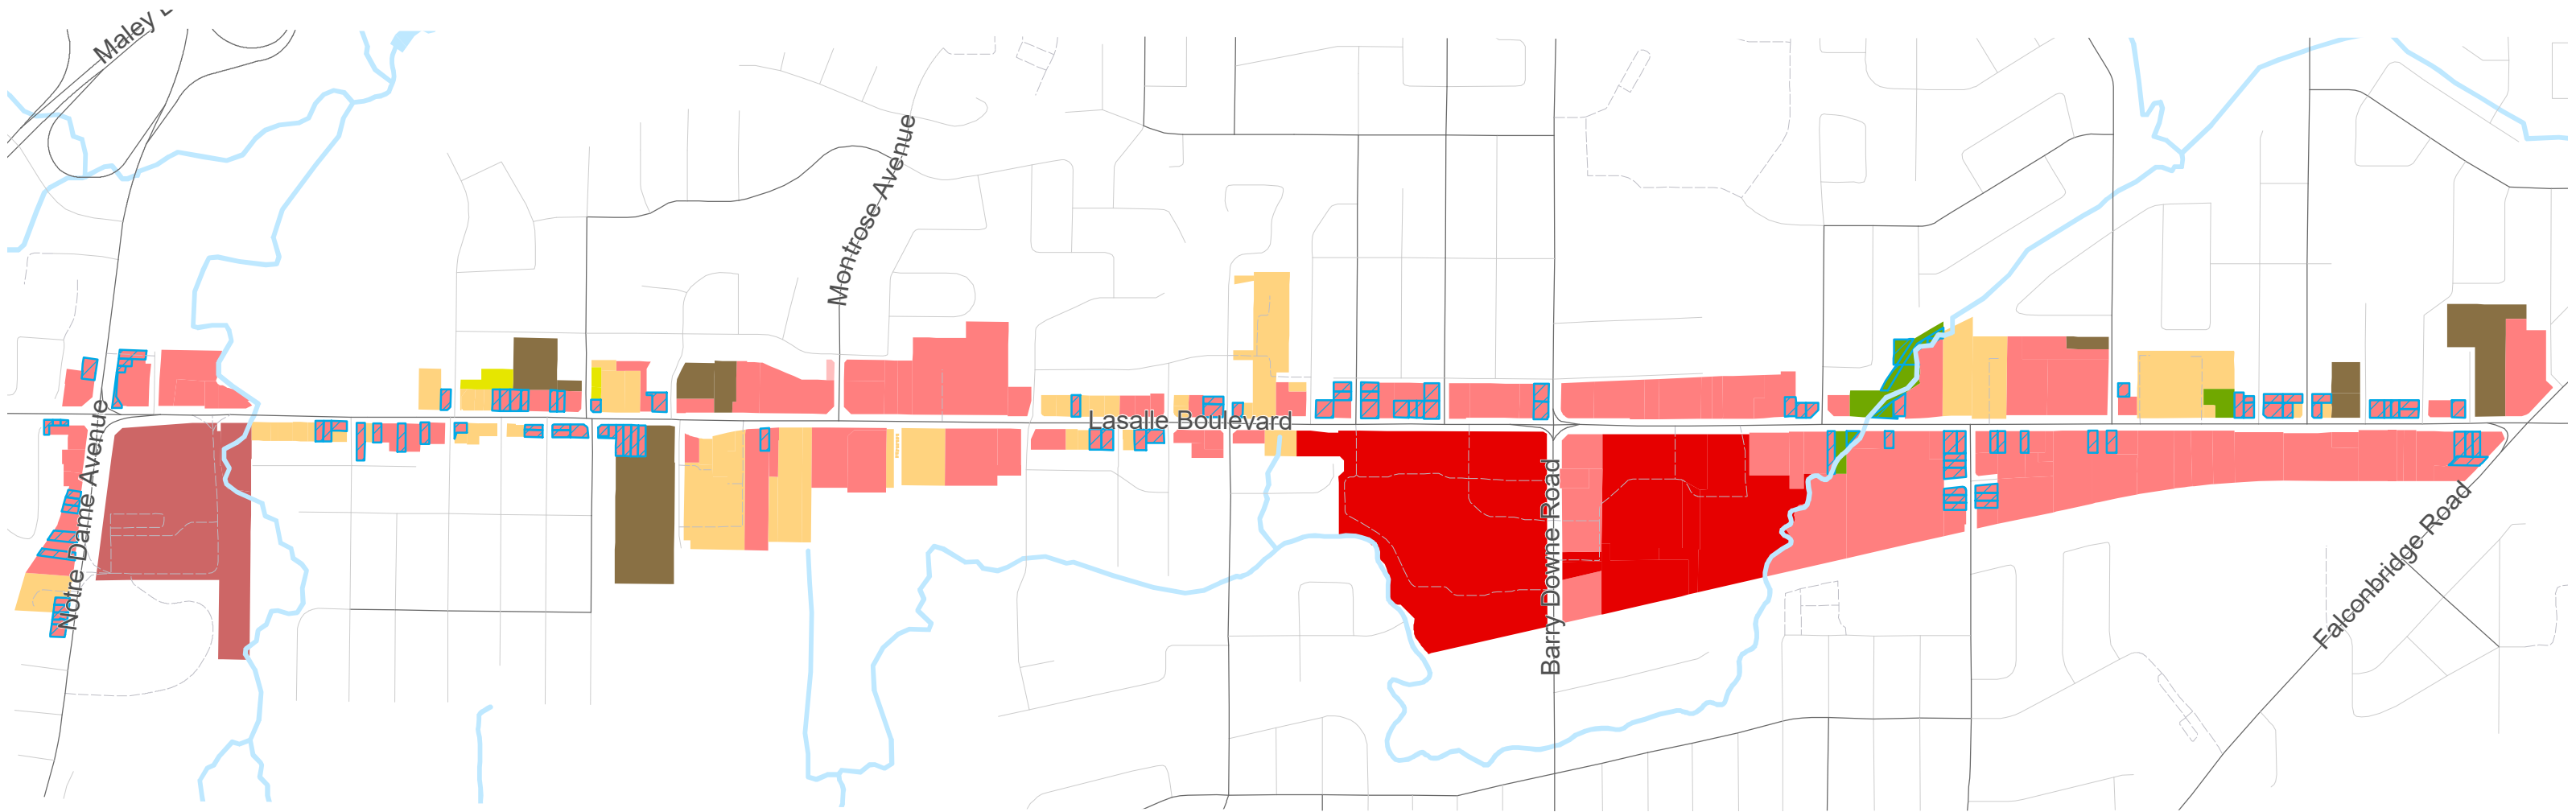 Maley
Montrose Avenue
Lasalle Boulevard
Notre Dame Avenue
Barry Downe Road
Falconbridge Road